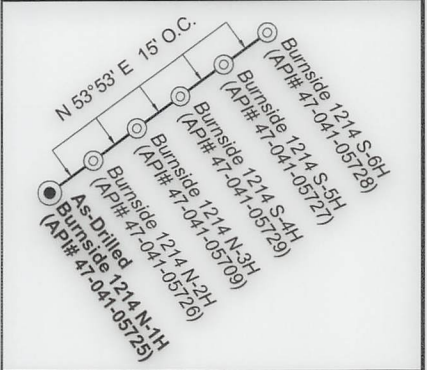 N 53°53' E 15' O.C.
Burnside 1214 S-6H
(API# 47-041-05728)
Burnside 1214 S-5H
(API# 47-041-05727)
Burnside 1214 S-4H
(API# 47-041-05729)
Burnside 1214 N-3H
(API# 47-041-05709)
Burnside 1214 N-2H
(API# 47-041-05726)
As-Drilled
Burnside 1214 N-1H
(API# 47-041-05725)